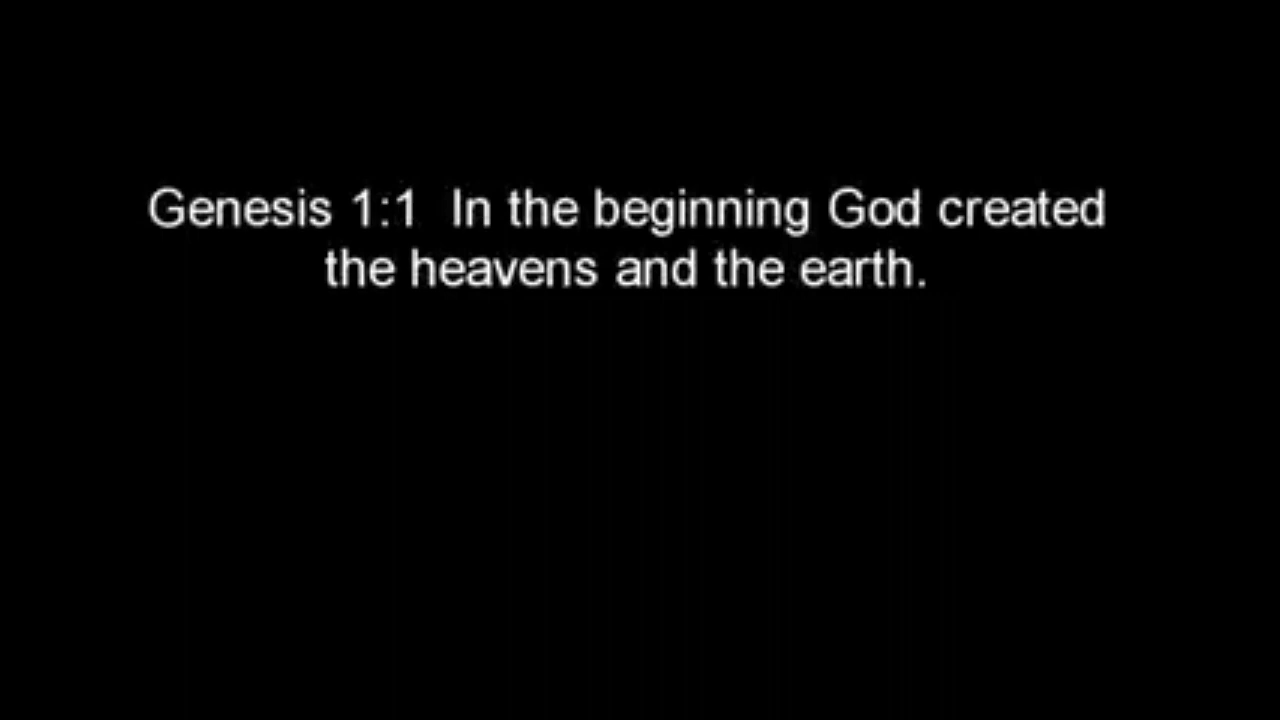 Genesis 1:1  In the beginning God created
the heavens and the earth.